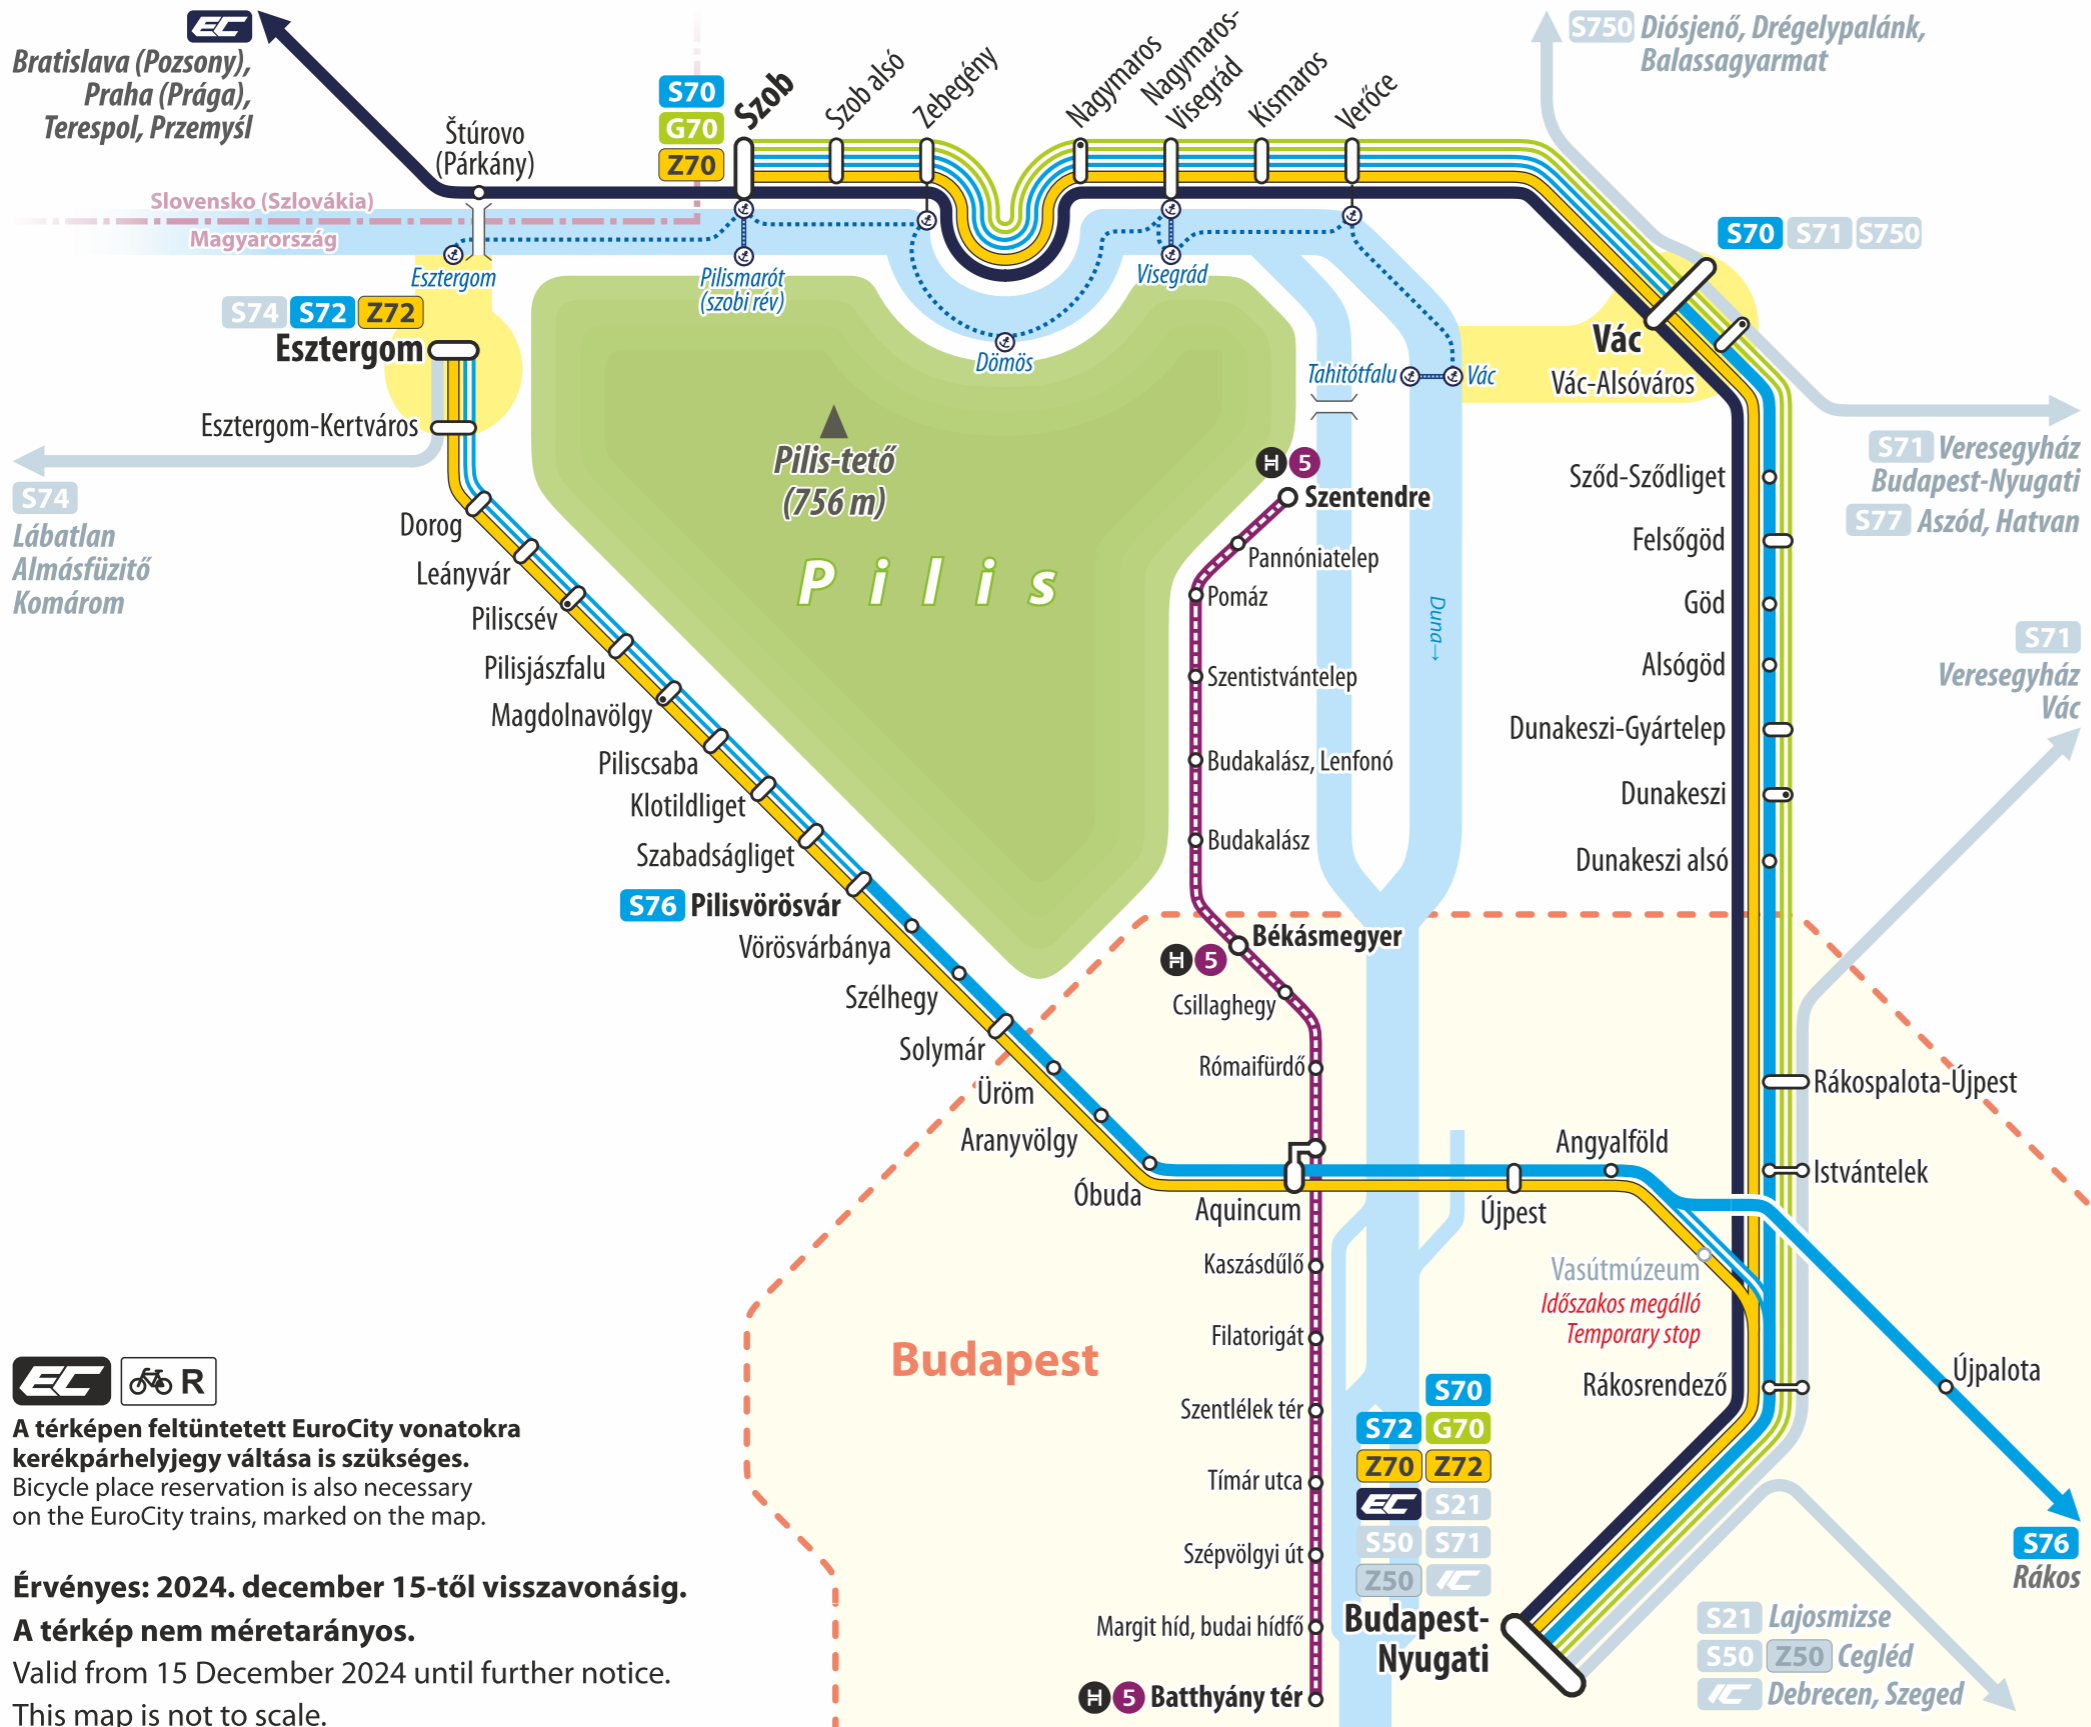 EC
Bratislava (Pozsony),
Praha (Prága),
Terespol, Przemyśl
Štúrovo
(Párkány)
Slovensko (Szlovákia)
Magyarország
S70
G70
Z70
Szob
Szob alsó
Zebegény
Nagymaros
Nagymaros-
Visegrád
Kismaros
Verőce
S750 Diósjenő, Drégelypalánk,
Balassagyarmat
S70 S71 S750
Esztergom
Pilismarót
(szobi rév)
Visegrád
Dömös
Tahitótfalu
Vác
S74 S72 Z72
Esztergom
Esztergom-Kertváros
S74
Lábatlan
Almásfüzitő
Komárom
Vác
Vác-Alsóváros
S71 Veresegyház
Budapest-Nyugati
S77 Aszód, Hatvan
Pilis-tető
(756 m)
Pilis
H 5
Szentendre
Pannóniatelep
Pomáz
Szentistvántelep
Budakalász, Lenfonó
Budakalász
Békásmegyer
H 5
Csillaghegy
Rómaifürdő
Duna→
Dorog
Leányvár
Piliscsév
Pilisjászfalu
Magdolnavölgy
Piliscsaba
Klotildliget
Szabadságliget
S76 Pilisvörösvár
Vörösvárbánya
Szélhegy
Solymár
Üröm
Aranyvölgy
Óbuda
Aquincum
Újpest
Angyalföld
Sződ-Sződliget
Felsőgöd
Göd
Alsógöd
Dunakeszi-Gyártelep
Dunakeszi
Dunakeszi alsó
S71
Veresegyház
Vác
Rákospalota-Újpest
Istvántelek
Vasútmúzeum
Időszakos megálló
Temporary stop
Rákosrendező
Újpalota
S76
Rákos
Kaszásdűlő
Filatorigát
Szentlélek tér
Tímár utca
Szépvölgyi út
Margit híd, budai hídfő
H 5 Batthyány tér
Budapest
S70
S72 G70
Z70 Z72
EC S21
S50 S71
Z50 IC
Budapest-
Nyugati
S21 Lajosmizse
S50 Z50 Cegléd
IC Debrecen, Szeged
EC R
A térképen feltüntetett EuroCity vonatokra
kerékpárhelyjegy váltása is szükséges.
Bicycle place reservation is also necessary
on the EuroCity trains, marked on the map.
Érvényes: 2024. december 15-től visszavonásig.
A térkép nem méretarányos.
Valid from 15 December 2024 until further notice.
This map is not to scale.